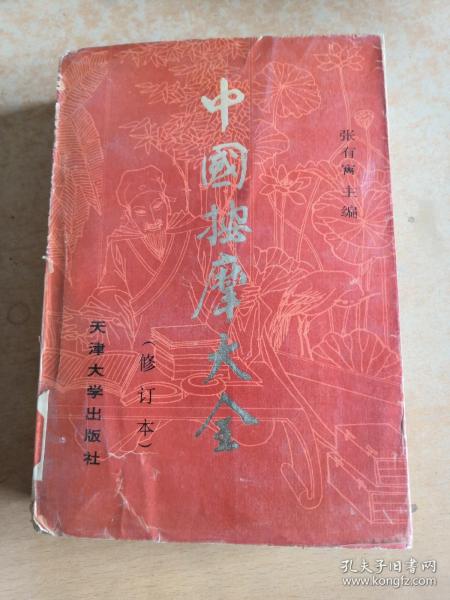 中國按摩大全
(修订本)
张有寯主编
天津大学出版社
孔夫子旧书网
www.kongfz.com